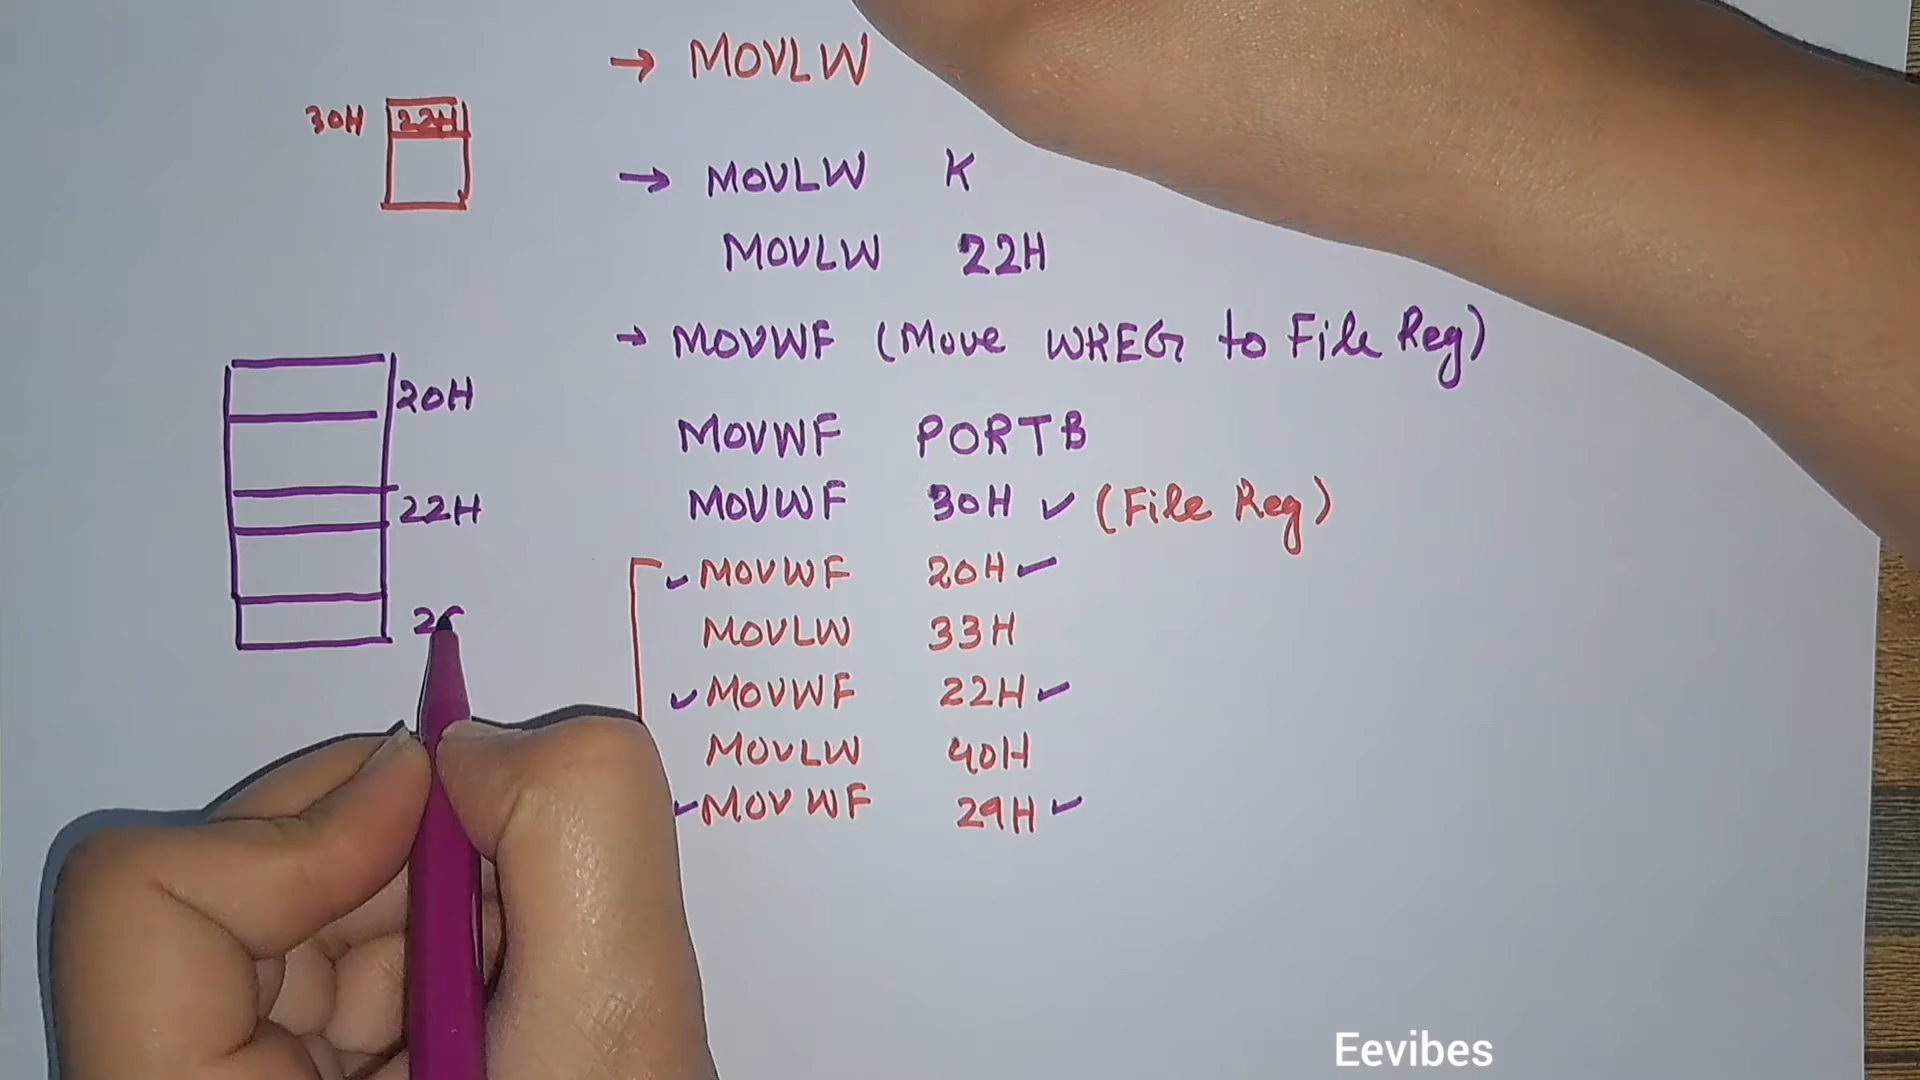 → MOVLW
30H 22H
→ MOVLW K
MOVLW 22H
→ MOVWF (Move WREG to File Reg)
20H
MOVWF PORTB
22H
MOVWF 30H ✓ (File Reg)
✓ MOVWF 20H ✓
MOVLW 33H
✓ MOVWF 22H ✓
MOVLW 40H
✓ MOVWF 29H ✓
Eevibes